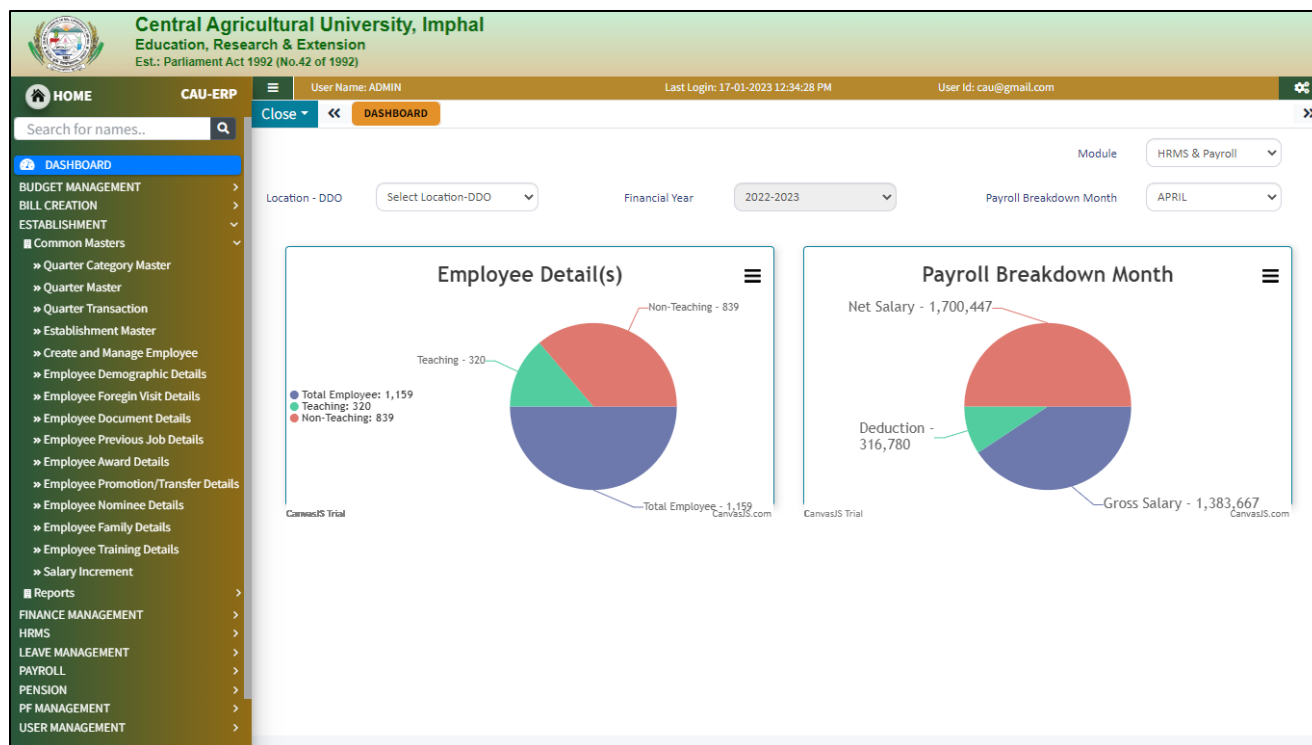 Central Agricultural University, Imphal
Education, Research & Extension
Est.: Parliament Act 1992 (No.42 of 1992)
HOME CAU-ERP
User Name: ADMIN Last Login: 17-01-2023 12:34:28 PM User Id: cau@gmail.com
Search for names..
Close « DASHBOARD »
DASHBOARD
BUDGET MANAGEMENT >
BILL CREATION >
ESTABLISHMENT
Common Masters
» Quarter Category Master
» Quarter Master
» Quarter Transaction
» Establishment Master
» Create and Manage Employee
» Employee Demographic Details
» Employee Foregin Visit Details
» Employee Document Details
» Employee Previous Job Details
» Employee Award Details
» Employee Promotion/Transfer Details
» Employee Nominee Details
» Employee Family Details
» Employee Training Details
» Salary Increment
Reports >
FINANCE MANAGEMENT >
HRMS >
LEAVE MANAGEMENT >
PAYROLL >
PENSION >
PF MANAGEMENT >
USER MANAGEMENT >
Module HRMS & Payroll
Location - DDO Select Location-DDO Financial Year 2022-2023 Payroll Breakdown Month APRIL
Employee Detail(s)
Non-Teaching - 839
Teaching - 320
Total Employee: 1,159
Teaching: 320
Non-Teaching: 839
Total Employee - 1,159
CanvasJS Trial CanvasJS.com
Payroll Breakdown Month
Net Salary - 1,700,447
Deduction -
316,780
Gross Salary - 1,383,667
CanvasJS Trial CanvasJS.com